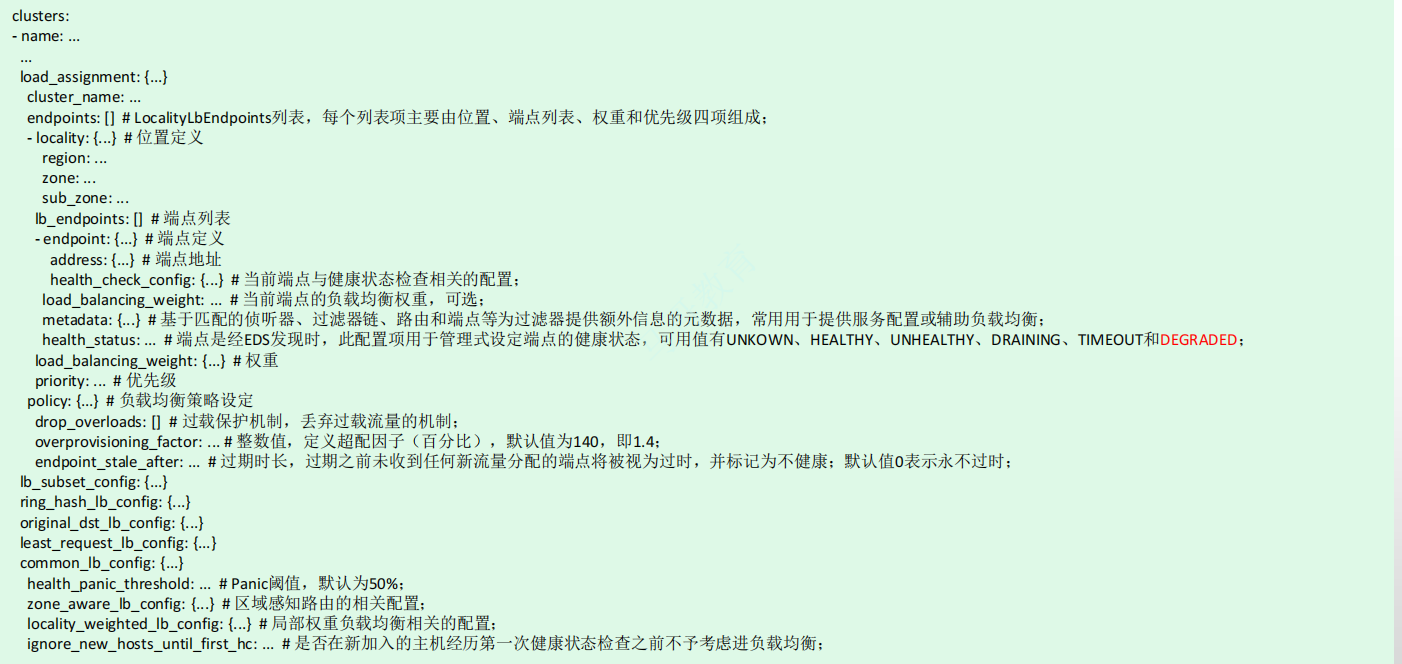 clusters:
- name: ...
...
load_assignment: {...}
cluster_name: ...
endpoints: [] # LocalityLbEndpoints列表，每个列表项主要由位置、端点列表、权重和优先级四项组成；
- locality: {...} # 位置定义
region: ...
zone: ...
sub_zone: ...
lb_endpoints: [] # 端点列表
- endpoint: {...} # 端点定义
address: {...} # 端点地址
health_check_config: {...} # 当前端点与健康状态检查相关的配置；
load_balancing_weight: ... # 当前端点的负载均衡权重，可选；
metadata: {...} # 基于匹配的侦听器、过滤器链、路由和端点等为过滤器提供额外信息的元数据，常用用于提供服务配置或辅助负载均衡；
health_status: ... # 端点是经EDS发现时，此配置项用于管理式设定端点的健康状态，可用值有UNKOWN、HEALTHY、UNHEALTHY、DRAINING、TIMEOUT和DEGRADED；
load_balancing_weight: {...} # 权重
priority: ... # 优先级
policy: {...} # 负载均衡策略设定
drop_overloads: [] # 过载保护机制，丢弃过载流量的机制；
overprovisioning_factor: ... # 整数值，定义超配因子（百分比），默认值为140，即1.4；
endpoint_stale_after: ... # 过期时长，过期之前未收到任何新流量分配的端点将被视为过时，并标记为不健康；默认值0表示永不过时；
lb_subset_config: {...}
ring_hash_lb_config: {...}
original_dst_lb_config: {...}
least_request_lb_config: {...}
common_lb_config: {...}
health_panic_threshold: ... # Panic阈值，默认为50%；
zone_aware_lb_config: {...} # 区域感知路由的相关配置；
locality_weighted_lb_config: {...} # 局部权重负载均衡相关的配置；
ignore_new_hosts_until_first_hc: ... # 是否在新加入的主机经历第一次健康状态检查之前不予考虑进负载均衡；